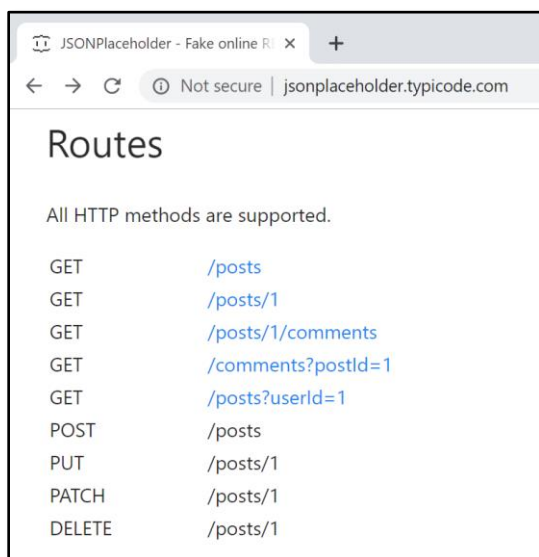 JSONPlaceholder - Fake online R
Not secure | jsonplaceholder.typicode.com
Routes
All HTTP methods are supported.
GET /posts
GET /posts/1
GET /posts/1/comments
GET /comments?postId=1
GET /posts?userId=1
POST /posts
PUT /posts/1
PATCH /posts/1
DELETE /posts/1